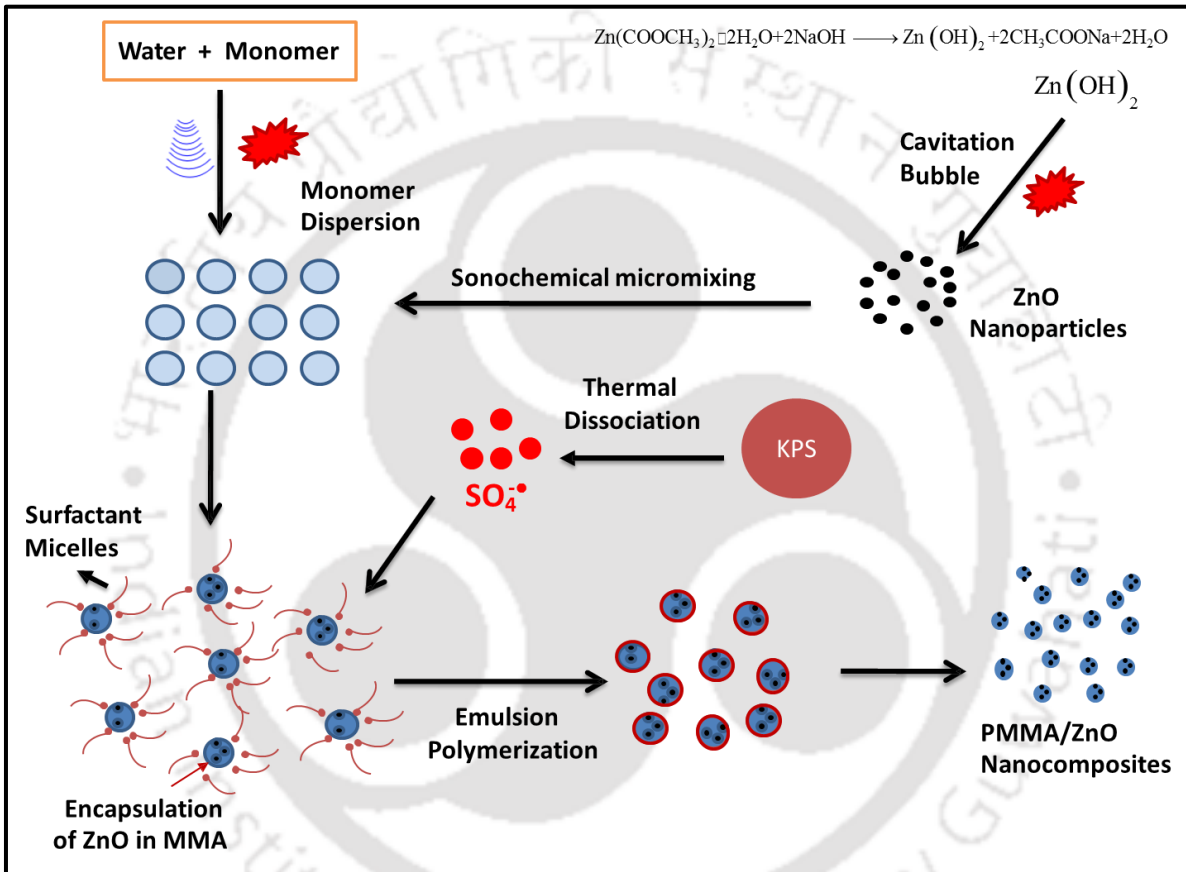 Water + Monomer
Zn(COOCH₃)₂□2H₂O+2NaOH ⟶ Zn (OH)₂ +2CH₃COONa+2H₂O
Zn(OH)₂
Cavitation
Bubble
Monomer
Dispersion
Sonochemical micromixing
ZnO
Nanoparticles
Thermal
Dissociation
KPS
SO₄⁻•
Surfactant
Micelles
Emulsion
Polymerization
PMMA/ZnO
Nanocomposites
Encapsulation
of ZnO in MMA